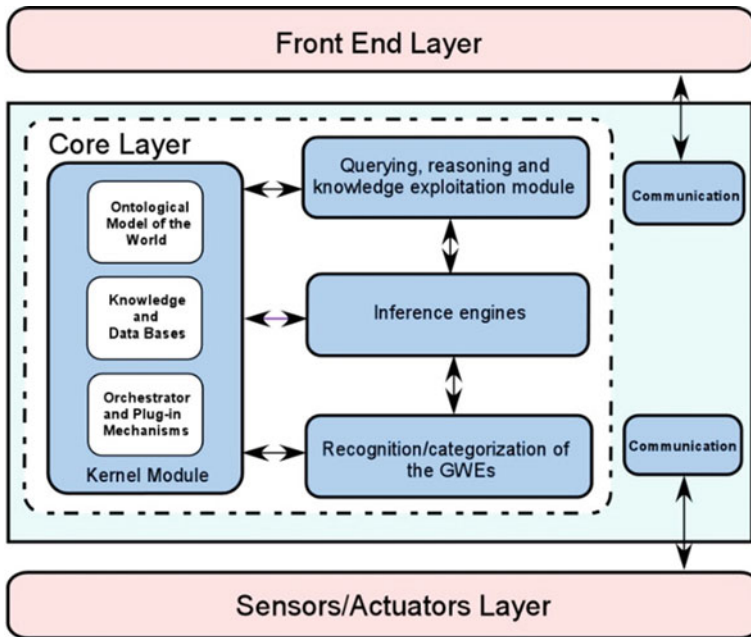 Front End Layer
Core Layer
Ontological
Model of the
World
Knowledge
and
Data Bases
Orchestrator
and Plug-in
Mechanisms
Kernel Module
Querying, reasoning and
knowledge exploitation module
Inference engines
Recognition/categorization of
the GWEs
Communication
Communication
Sensors/Actuators Layer